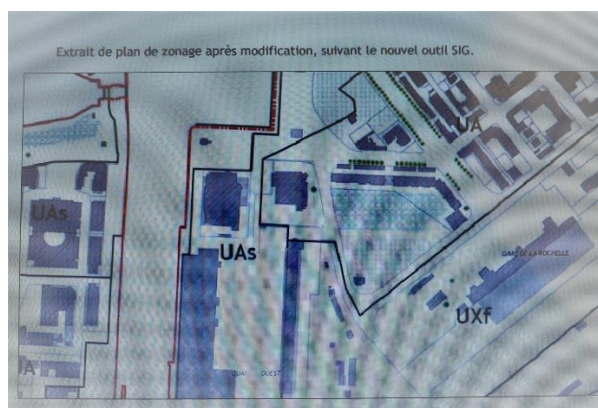 Extrait de plan de zonage après modification, suivant le nouvel outil SIG.
UA
UAs
UAs
GARE DE LA ROCHELLE
UXf
QUAI OUEST